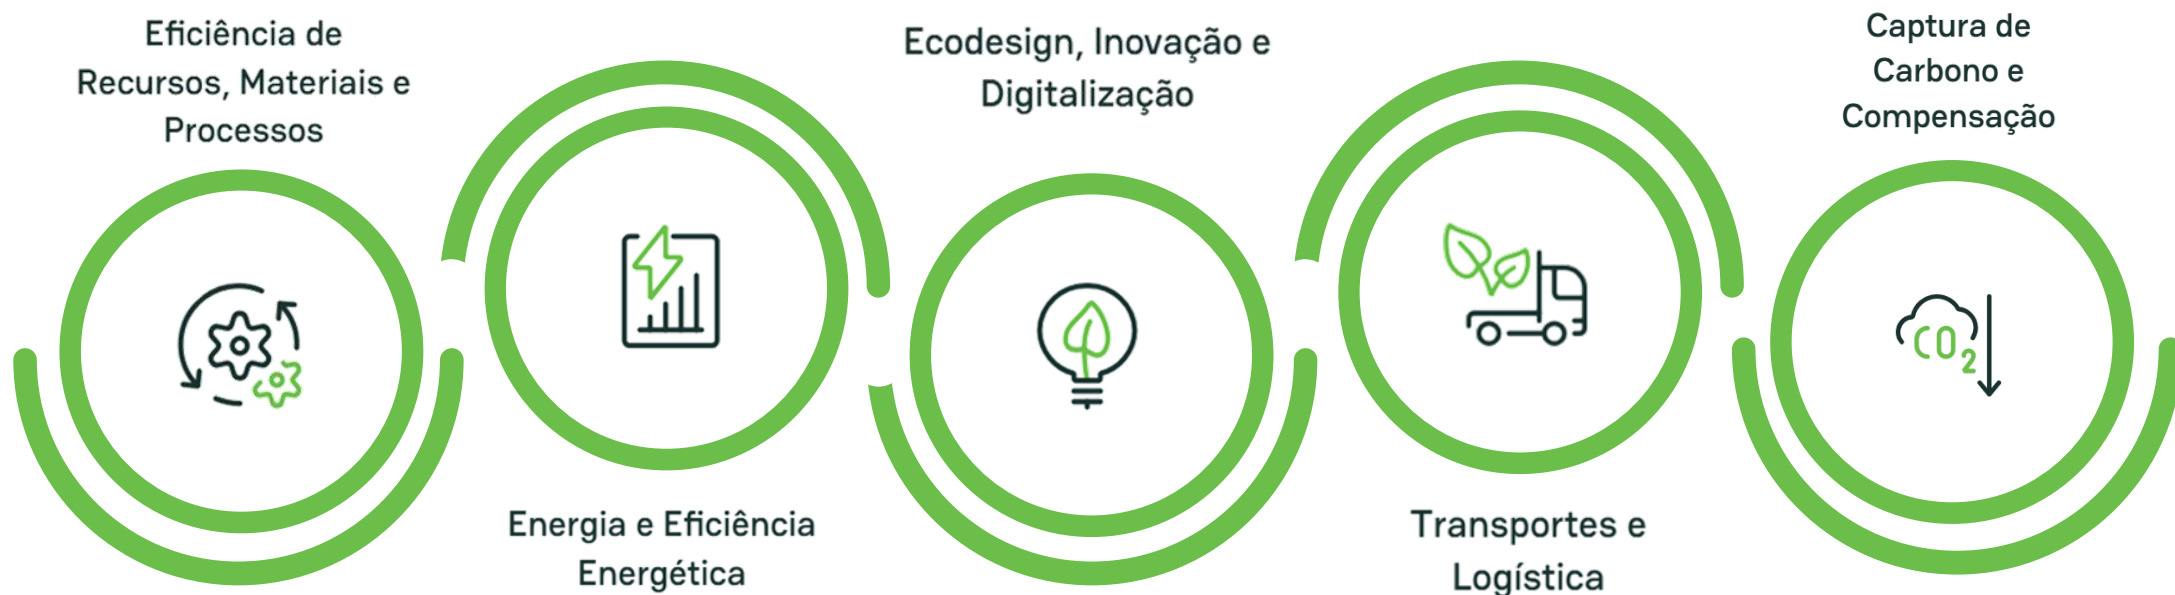 Eficiência de
Recursos, Materiais e
Processos
Energia e Eficiência
Energética
Ecodesign, Inovação e
Digitalização
Transportes e
Logística
Captura de
Carbono e
Compensação
CO2